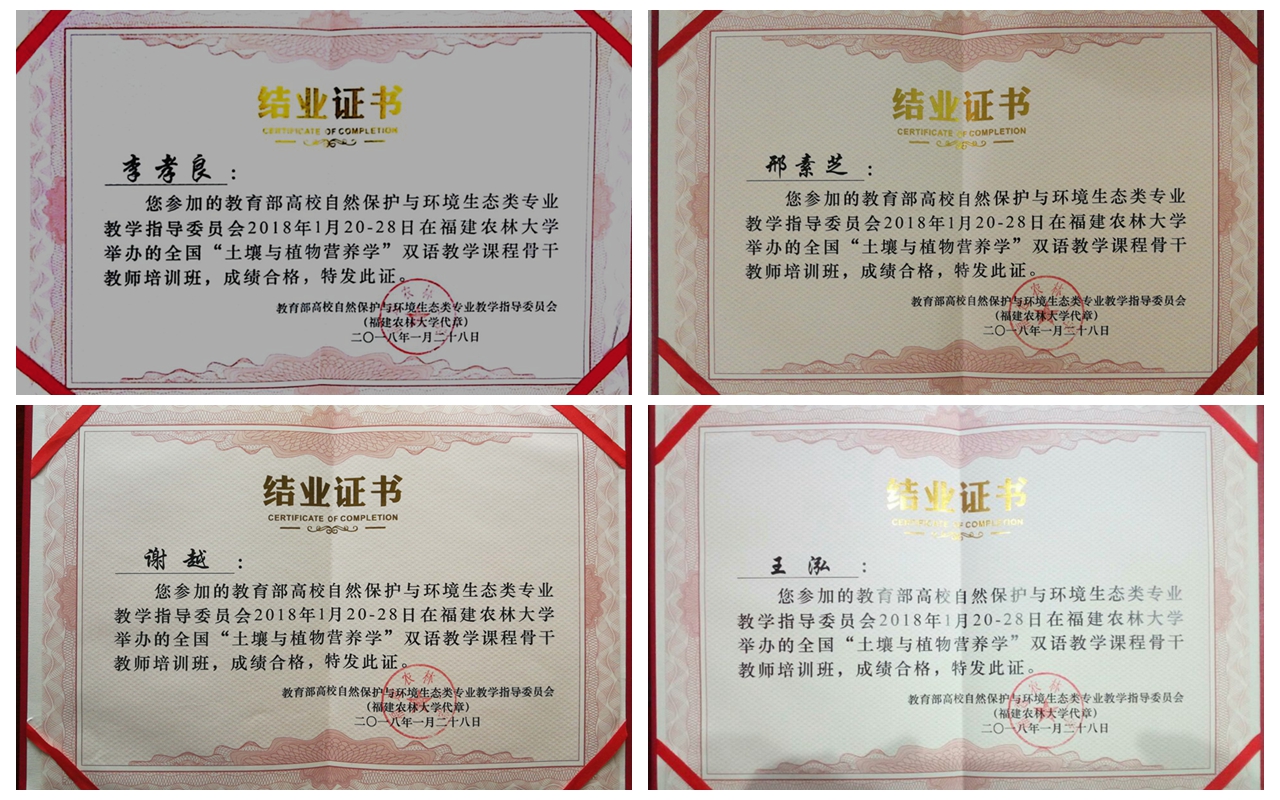 结业证书
CERTIFICATE OF COMPLETION
李孝良：
您参加的教育部高校自然保护与环境生态类专业
教学指导委员会2018年1月20-28日在福建农林大学
举办的全国“土壤与植物营养学”双语教学课程骨干
教师培训班，成绩合格，特发此证。
教育部高校自然保护与环境生态类专业教学指导委员会
(福建农林大学代章)
二〇一八年一月二十八日
结业证书
CERTIFICATE OF COMPLETION
邢素芝：
您参加的教育部高校自然保护与环境生态类专业
教学指导委员会2018年1月20-28日在福建农林大学
举办的全国“土壤与植物营养学”双语教学课程骨干
教师培训班，成绩合格，特发此证。
教育部高校自然保护与环境生态类专业教学指导委员会
(福建农林大学代章)
二〇一八年一月二十八日
结业证书
CERTIFICATE OF COMPLETION
谢越：
您参加的教育部高校自然保护与环境生态类专业
教学指导委员会2018年1月20-28日在福建农林大学
举办的全国“土壤与植物营养学”双语教学课程骨干
教师培训班，成绩合格，特发此证。
教育部高校自然保护与环境生态类专业教学指导委员会
(福建农林大学代章)
二〇一八年一月二十八日
结业证书
CERTIFICATE OF COMPLETION
王泓：
您参加的教育部高校自然保护与环境生态类专业
教学指导委员会2018年1月20-28日在福建农林大学
举办的全国“土壤与植物营养学”双语教学课程骨干
教师培训班，成绩合格，特发此证。
教育部高校自然保护与环境生态类专业教学指导委员会
(福建农林大学代章)
二〇一八年一月二十八日